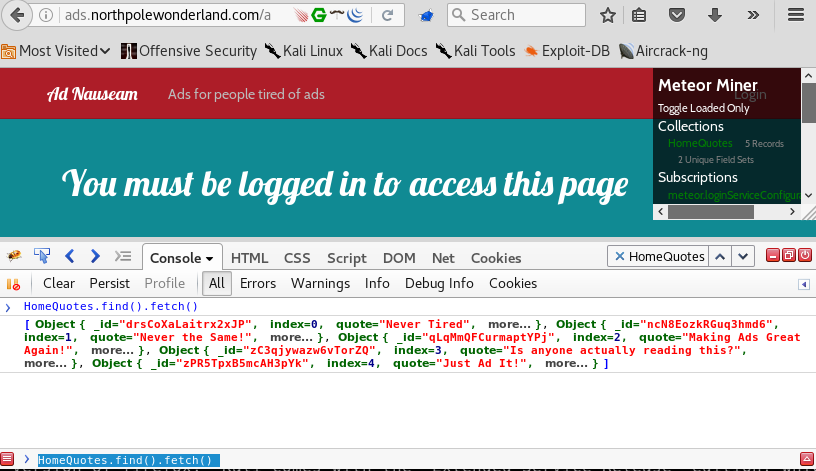 ads.northpolewonderland.com/a
Search
Most Visited
Offensive Security
Kali Linux
Kali Docs
Kali Tools
Exploit-DB
Aircrack-ng
Ad Nauseam
Ads for people tired of ads
Login
Meteor Miner
Toggle Loaded Only
Collections
HomeQuotes 5 Records
2 Unique Field Sets
Subscriptions
meteor.loginServiceConfigur
You must be logged in to access this page
Console HTML CSS Script DOM Net Cookies
HomeQuotes
Clear Persist Profile All Errors Warnings Info Debug Info Cookies
HomeQuotes.find().fetch()
[ Object { _id="drsCoXaLaitrx2xJP", index=0, quote="Never Tired", more... }, Object { _id="ncN8EozkRGuq3hmd6",
index=1, quote="Never the Same!", more... }, Object { _id="qLqMmQFCurmaptYPj", index=2, quote="Making Ads Great
Again!", more... }, Object { _id="zC3qjywazw6vTorZQ", index=3, quote="Is anyone actually reading this?",
more... }, Object { _id="zPR5TpxB5mcAH3pYk", index=4, quote="Just Ad It!", more... } ]
HomeQuotes.find().fetch()